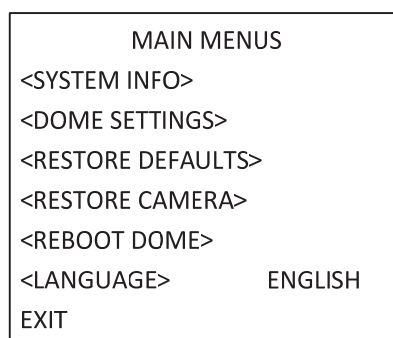 MAIN MENUS
<SYSTEM INFO>
<DOME SETTINGS>
<RESTORE DEFAULTS>
<RESTORE CAMERA>
<REBOOT DOME>
<LANGUAGE> ENGLISH
EXIT